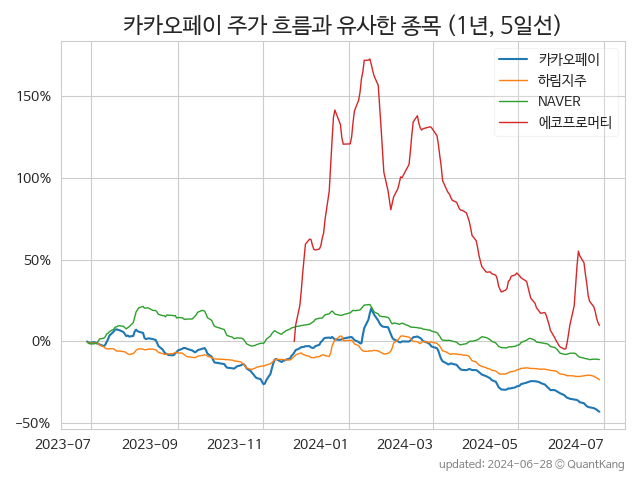 카카오페이 주가 흐름과 유사한 종목 (1년, 5일선)
카카오페이
하림지주
NAVER
에코프로머티
150%
100%
50%
0%
−50%
2023-07 2023-09 2023-11 2024-01 2024-03 2024-05 2024-07
updated: 2024-06-28 © QuantKang